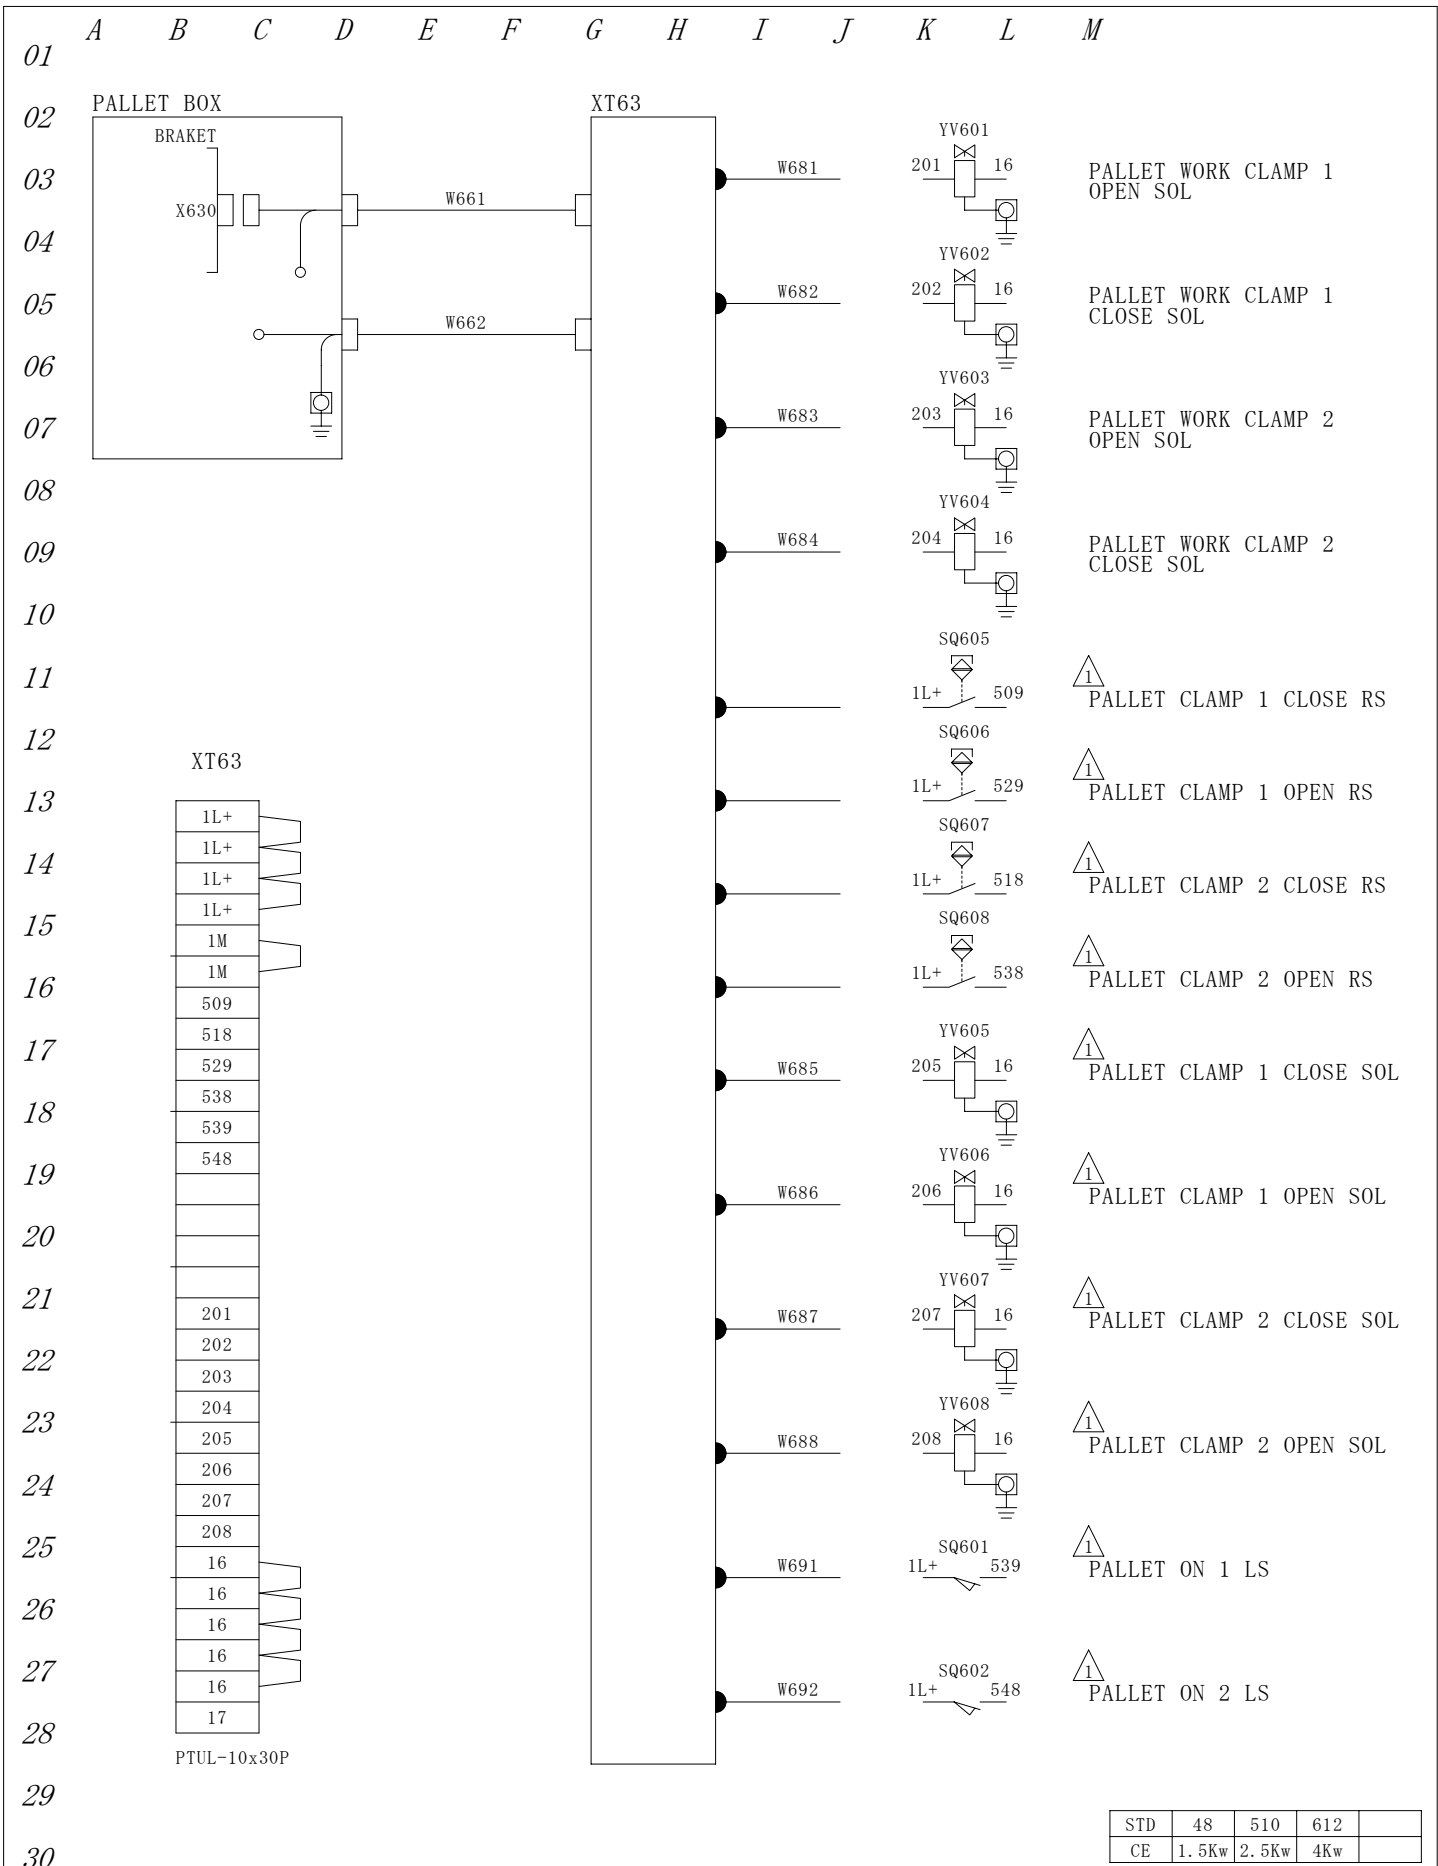 A B C D E F G H I J K L M
01
02 PALLET BOX XT63
BRAKET YV601
03 W681 201 16 PALLET WORK CLAMP 1
OPEN SOL
X630 W661
04
YV602
05 W682 202 16 PALLET WORK CLAMP 1
CLOSE SOL
W662
06
YV603
07 W683 203 16 PALLET WORK CLAMP 2
OPEN SOL
08
YV604
09 W684 204 16 PALLET WORK CLAMP 2
CLOSE SOL
10
SQ605
11 1
1L+ 509 PALLET CLAMP 1 CLOSE RS
12 SQ606
XT63 1
13 1L+ 529 PALLET CLAMP 1 OPEN RS
1L+ SQ607
1L+ 1
14
1L+ 1L+ 518 PALLET CLAMP 2 CLOSE RS
1L+ SQ608
15
1M 1
1M 1L+ 538 PALLET CLAMP 2 OPEN RS
16
509
518 YV605
17 1
529 W685 205 16 PALLET CLAMP 1 CLOSE SOL
538
18
539
548 YV606
19 1
W686 206 16 PALLET CLAMP 1 OPEN SOL
20
YV607
21 1
201 W687 207 16 PALLET CLAMP 2 CLOSE SOL
202
22
203
204 YV608
23 1
205 W688 208 16 PALLET CLAMP 2 OPEN SOL
206
24
207
208
25 SQ601 1
16 W691 1L+ 539 PALLET ON 1 LS
16
26
16
16
27 SQ602 1
16 W692 1L+ 548 PALLET ON 2 LS
17
28
PTUL-10x30P
29
STD 48 510 612
30 CE 1.5Kw 2.5Kw 4Kw